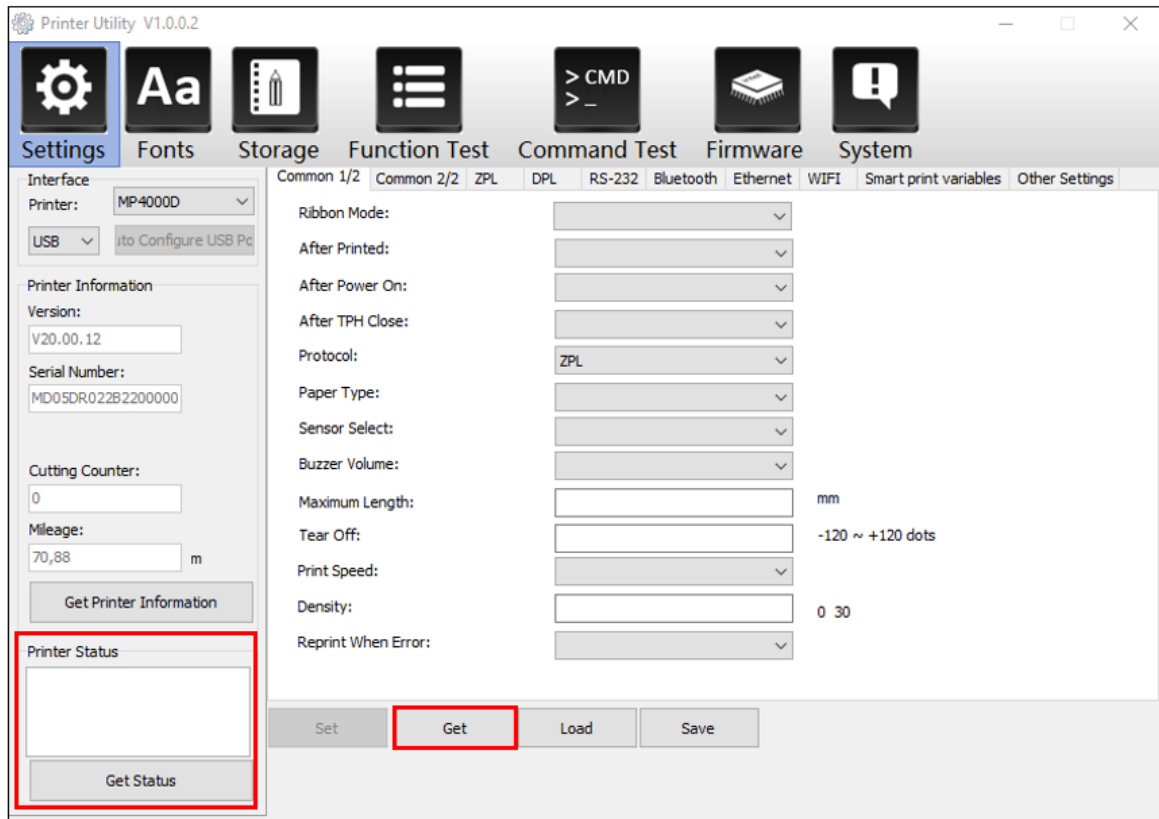 Printer Utility V1.0.0.2
Aa
> CMD
>_
Settings Fonts Storage Function Test Command Test Firmware System
Interface
Printer: MP4000D
USB
Printer Information
Version:
V20.00.12
Serial Number:
MD05DR022B2200000
Cutting Counter:
0
Mileage:
70,88 m
Get Printer Information
Printer Status
Get Status
Common 1/2 Common 2/2 ZPL DPL RS-232 Bluetooth Ethernet WIFI Smart print variables Other Settings
Ribbon Mode:
After Printed:
After Power On:
After TPH Close:
Protocol: ZPL
Paper Type:
Sensor Select:
Buzzer Volume:
Maximum Length: mm
Tear Off: -120 ~ +120 dots
Print Speed:
Density: 0 30
Reprint When Error:
Set Get Load Save